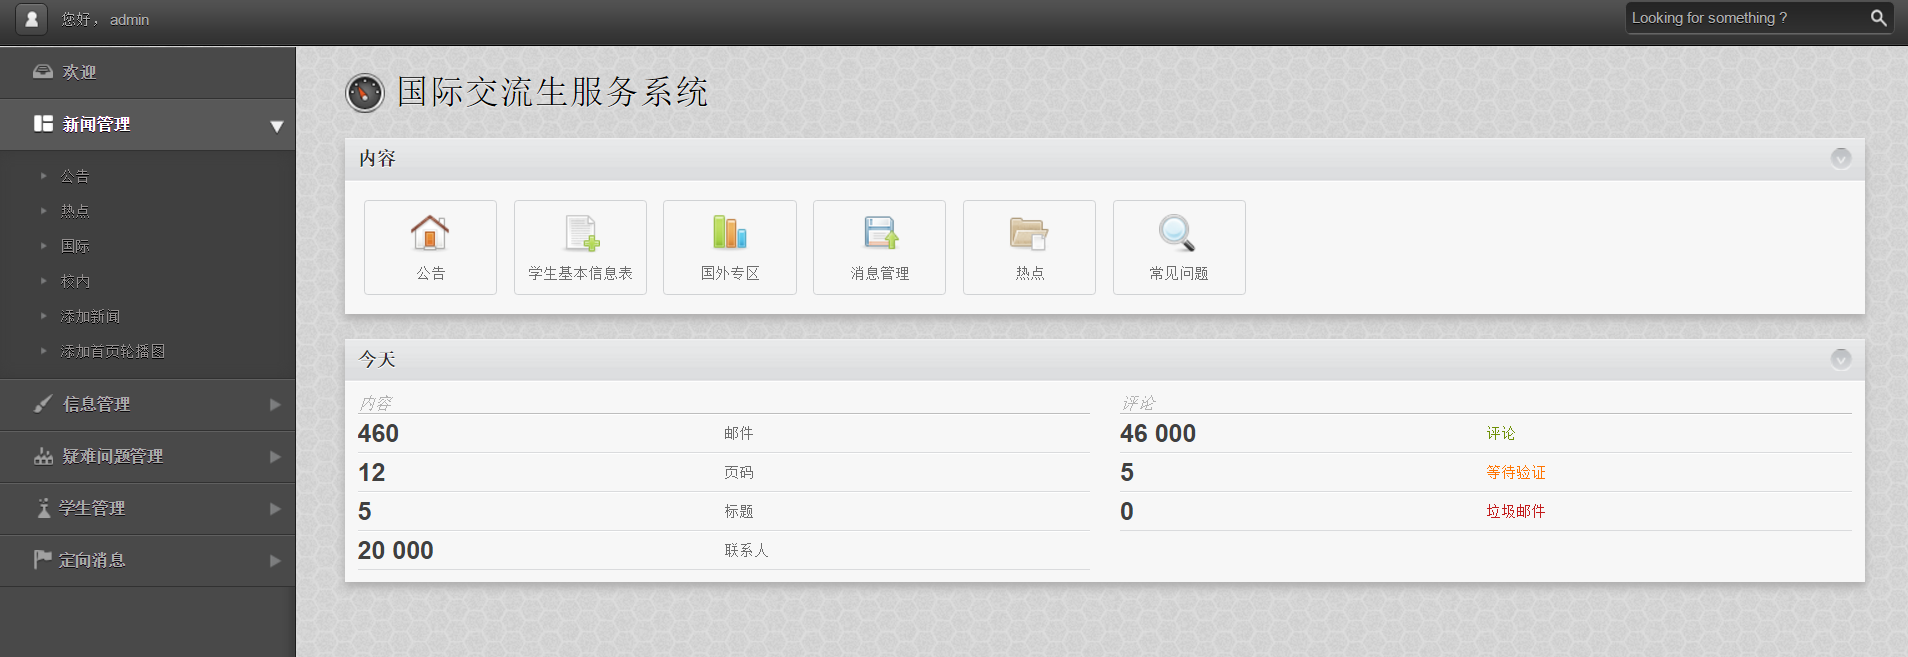 您好， admin
Looking for something ?
欢迎
新闻管理
公告
热点
国际
校内
添加新闻
添加首页轮播图
信息管理
疑难问题管理
学生管理
定向消息
国际交流生服务系统
内容
公告
学生基本信息表
国外专区
消息管理
热点
常见问题
今天
内容
460 邮件
12 页码
5 标题
20 000 联系人
评论
46 000 评论
5 等待验证
0 垃圾邮件